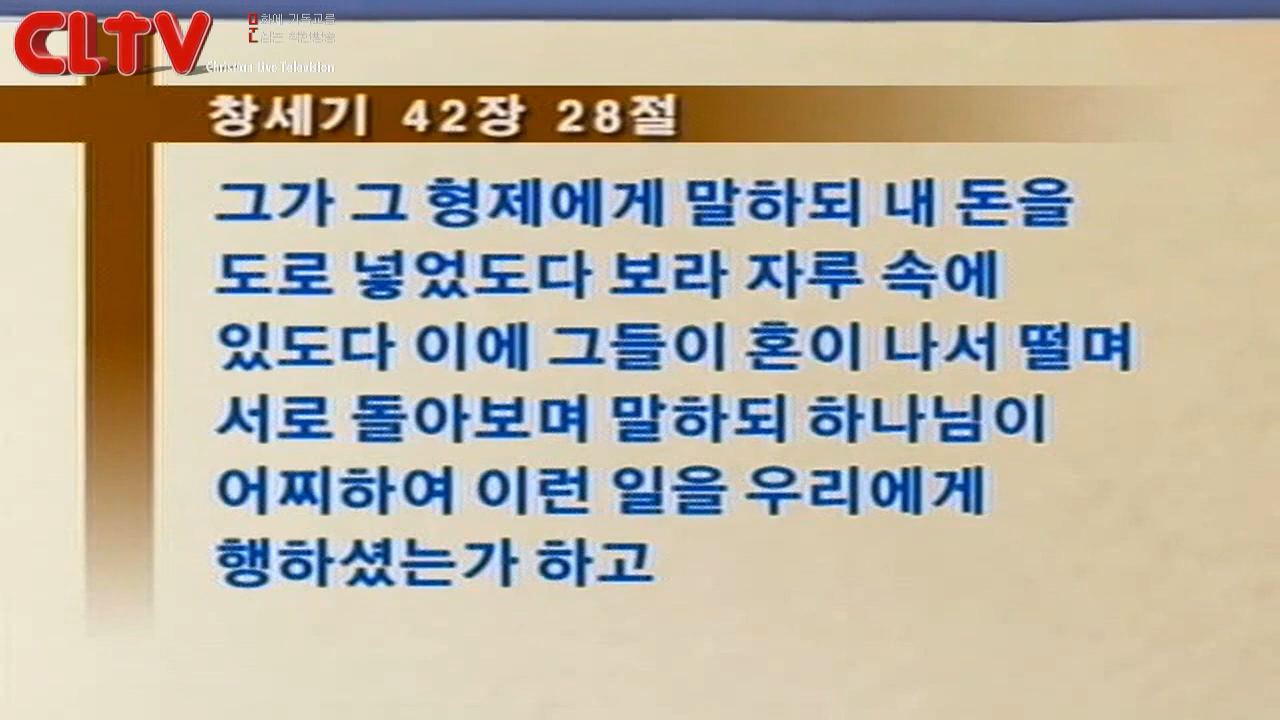 CLTV
Christian Live Television
창세기 42장 28절
그가 그 형제에게 말하되 내 돈을
도로 넣었도다 보라 자루 속에
있도다 이에 그들이 혼이 나서 떨며
서로 돌아보며 말하되 하나님이
어찌하여 이런 일을 우리에게
행하셨는가 하고